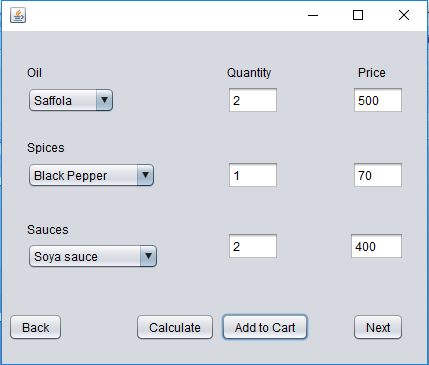 Oil Quantity Price
Saffola 2 500
Spices
Black Pepper 1 70
Sauces
Soya sauce 2 400
Back Calculate Add to Cart Next